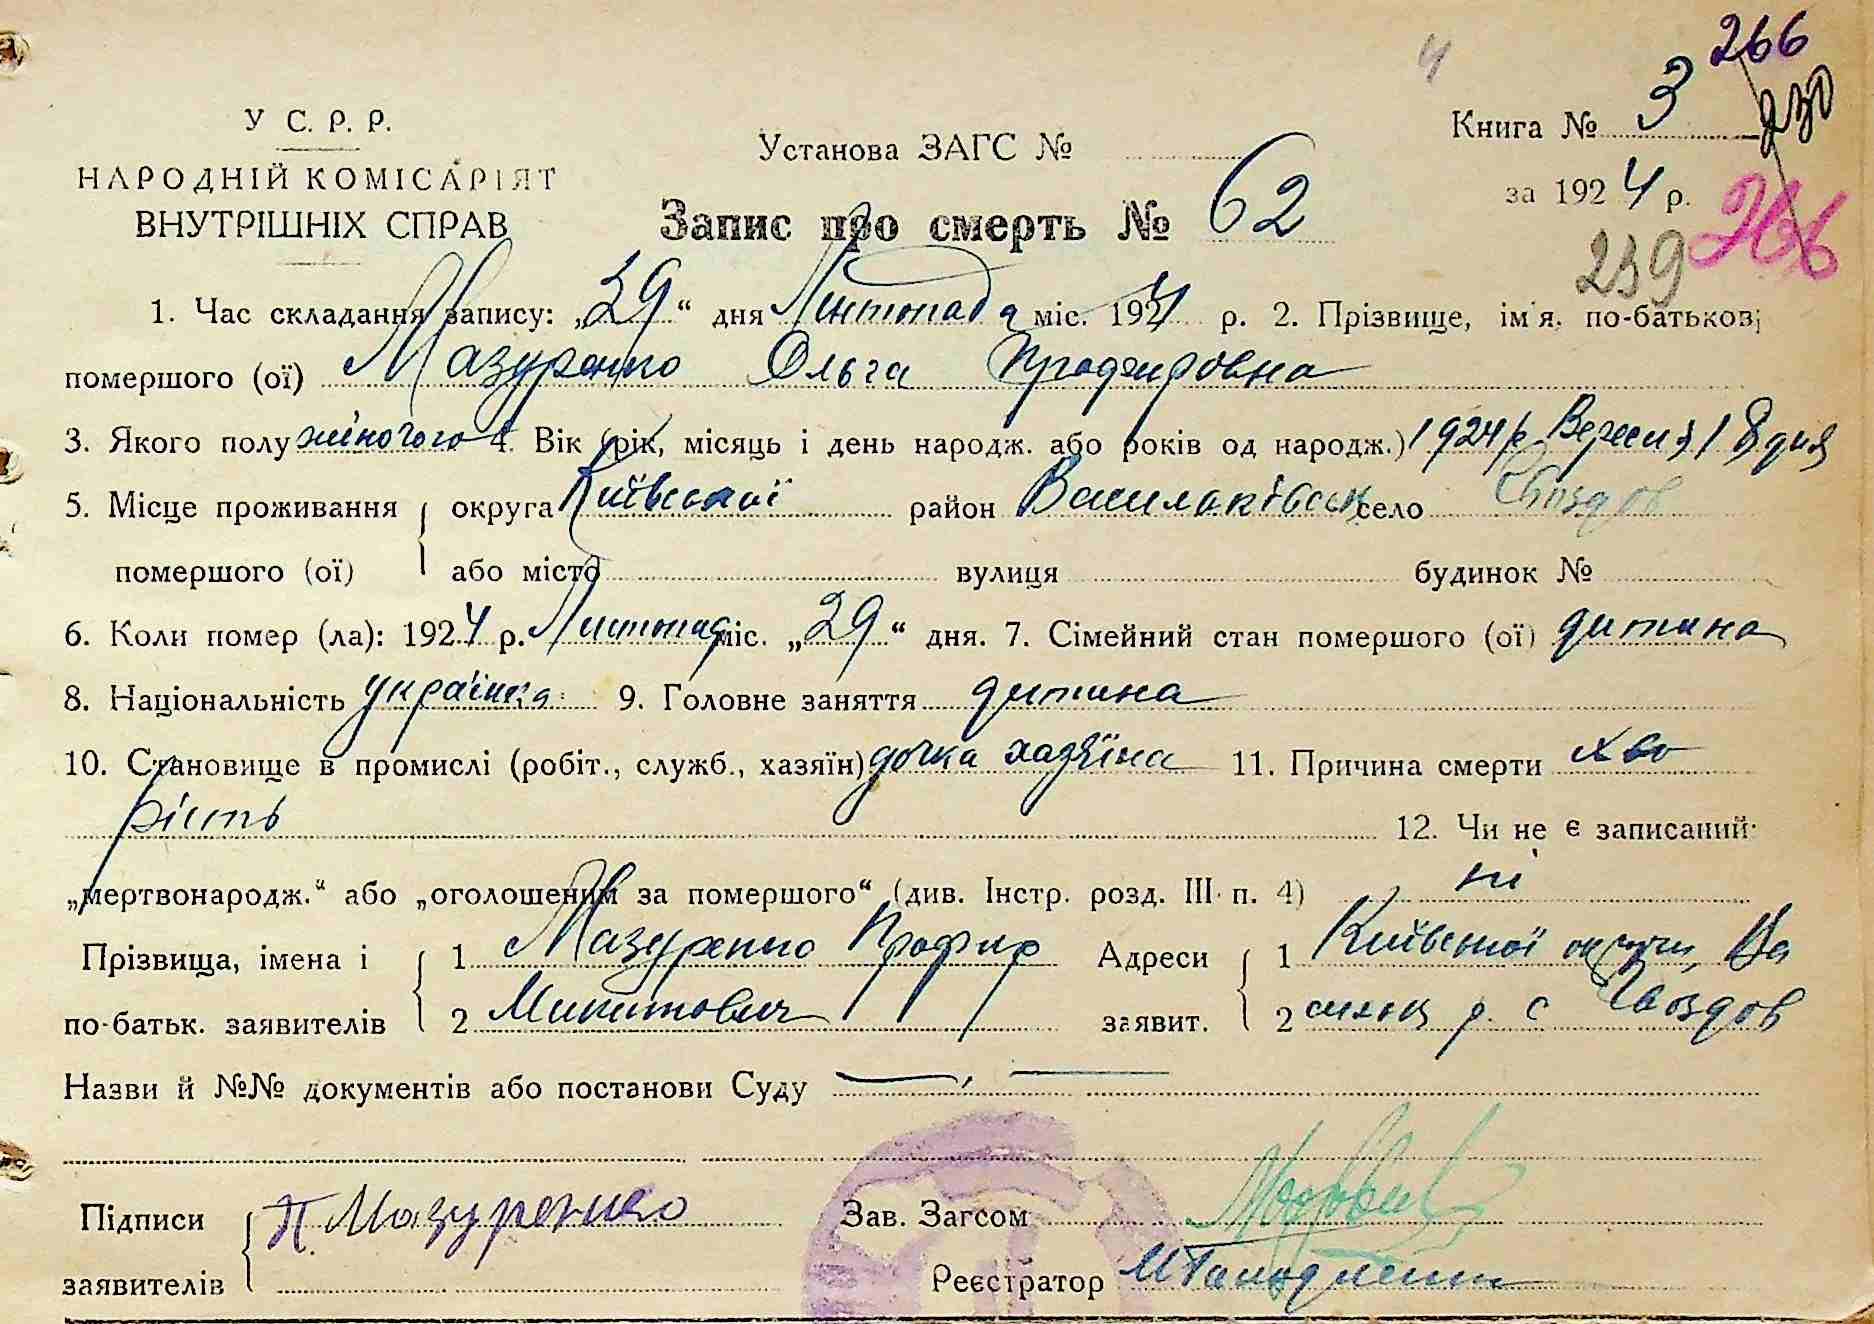 4
266
230
У С. Р. Р.
НАРОДНІЙ КОМІСАРІЯТ
ВНУТРІШНІХ СПРАВ
Установа ЗАГС №
Книга № 3
за 1924 р.
266
239
Запис про смерть № 62
1. Час складання запису: „29“ дня Листопада міс. 1924 р. 2. Прізвище, ім'я, по-батькові
помершого (ої) Мазуренко Ольга Профировна
3. Якого полу жіночого 4. Вік (рік, місяць і день народж. або років од народж.) 1924 р. Вересня 18 дня
5. Місце проживання округа Київської район Васильківськ село Гвоздов
помершого (ої) або місто вулиця будинок №
6. Коли помер (ла): 1924 р. Листопад міс. „29“ дня. 7. Сімейний стан помершого (ої) дитина
8. Національність українка 9. Головне заняття дитина
10. Становище в промислі (робіт., служб., хазяїн) дочка хазяїна 11. Причина смерти хво
рість 12. Чи не є записаний:
„мертвонародж.“ або „оголошеним за помершого“ (див. Інстр. розд. III п. 4) ні
Прізвища, імена і 1 Мазуренко Профир Адреси 1 Київської округи, Ва
по-батьк. заявителів 2 Микитович заявит. 2 сильк р. с Гвоздов
Назви й №№ документів або постанови Суду
Підписи П. Мазуренко Зав. Загсом
заявителів Реєстратор